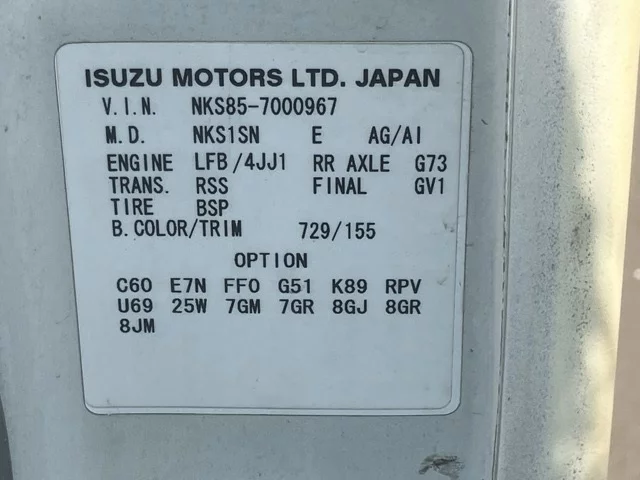 ISUZU MOTORS LTD. JAPAN
V.I.N. NKS85-7000967
M.D. NKS1SN E AG/AI
ENGINE LFB/4JJ1 RR AXLE G73
TRANS. RSS FINAL GV1
TIRE BSP
B.COLOR/TRIM 729/155
OPTION
C60 E7N FF0 G51 K89 RPV
U69 25W 7GM 7GR 8GJ 8GR
8JM